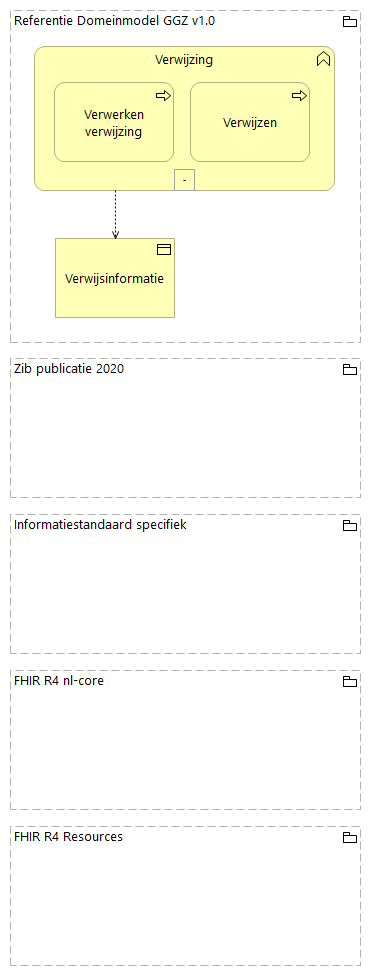 Referentie Domeinmodel GGZ v1.0
Verwijzing
Verwerken
verwijzing
Verwijzen
-
Verwijsinformatie
Zib publicatie 2020
Informatiestandaard specifiek
FHIR R4 nl-core
FHIR R4 Resources